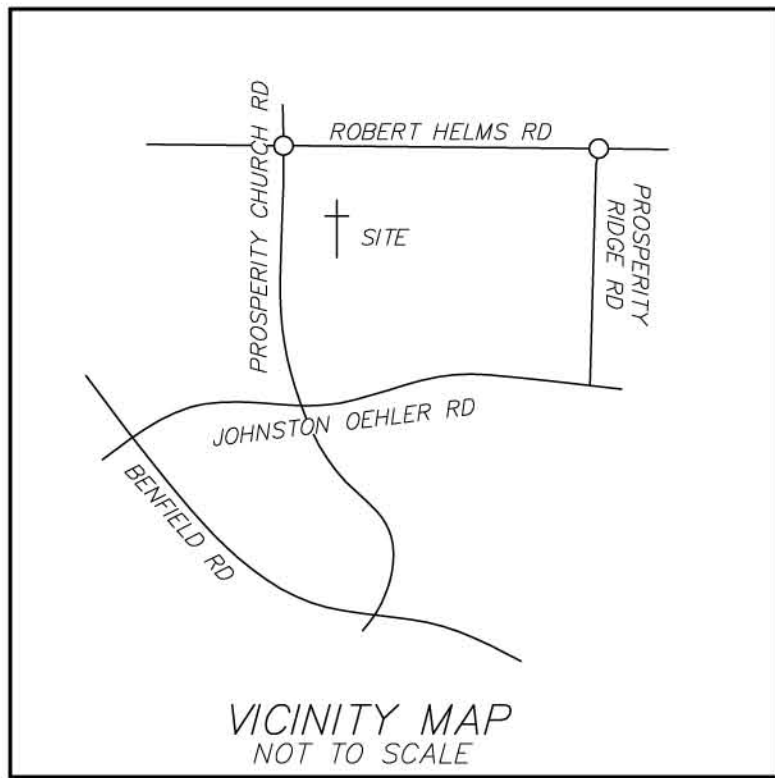 PROSPERITY CHURCH RD
ROBERT HELMS RD
PROSPERITY
RIDGE RD
SITE
JOHNSTON OEHLER RD
BENFIELD RD
VICINITY MAP
NOT TO SCALE